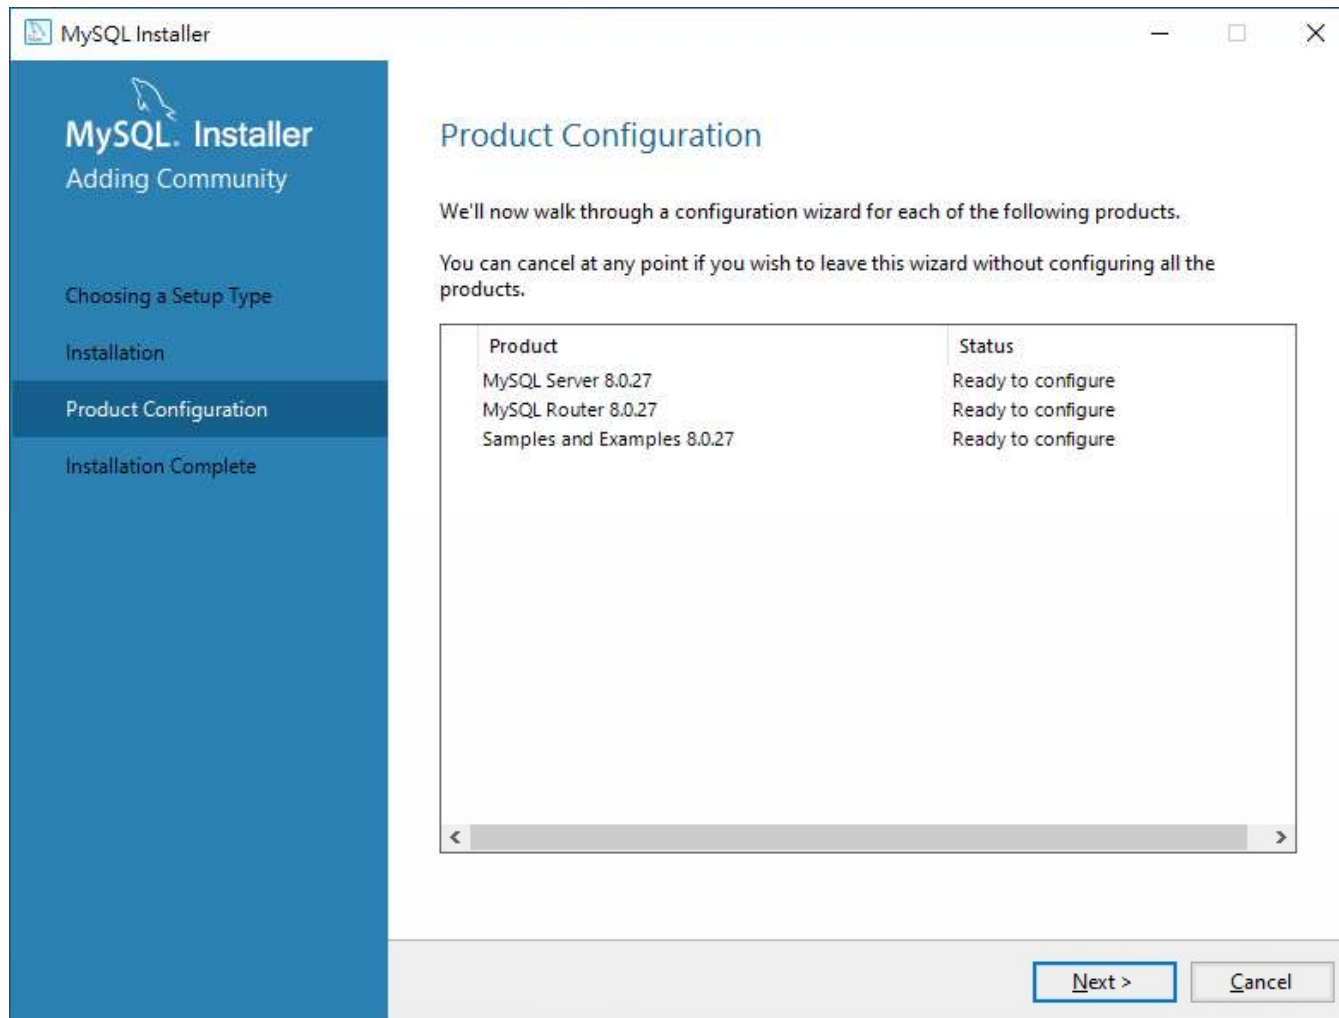 MySQL Installer
MySQL. Installer
Adding Community
Choosing a Setup Type
Installation
Product Configuration
Installation Complete
Product Configuration
We'll now walk through a configuration wizard for each of the following products.
You can cancel at any point if you wish to leave this wizard without configuring all the
products.
Product Status
MySQL Server 8.0.27 Ready to configure
MySQL Router 8.0.27 Ready to configure
Samples and Examples 8.0.27 Ready to configure
Next > Cancel